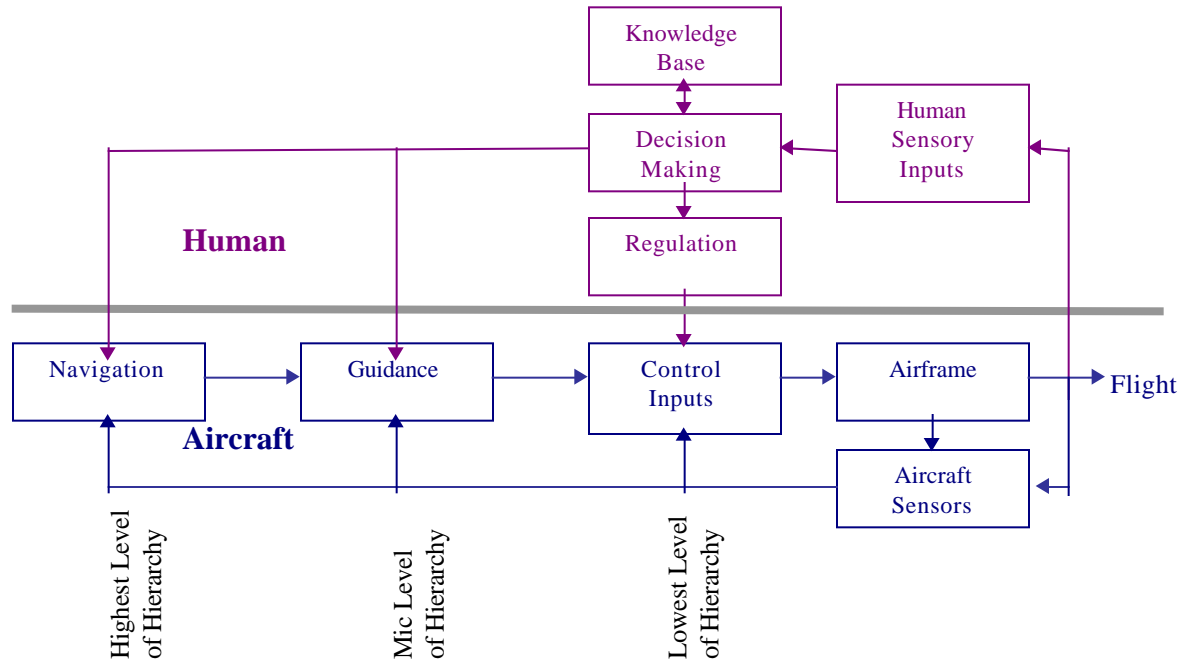 Knowledge
Base
Human
Sensory
Inputs
Decision
Making
Human
Regulation
Navigation
Guidance
Control
Inputs
Airframe
Flight
Aircraft
Aircraft
Sensors
Highest Level
of Hierarchy
Mic Level
of Hierarchy
Lowest Level
of Hierarchy